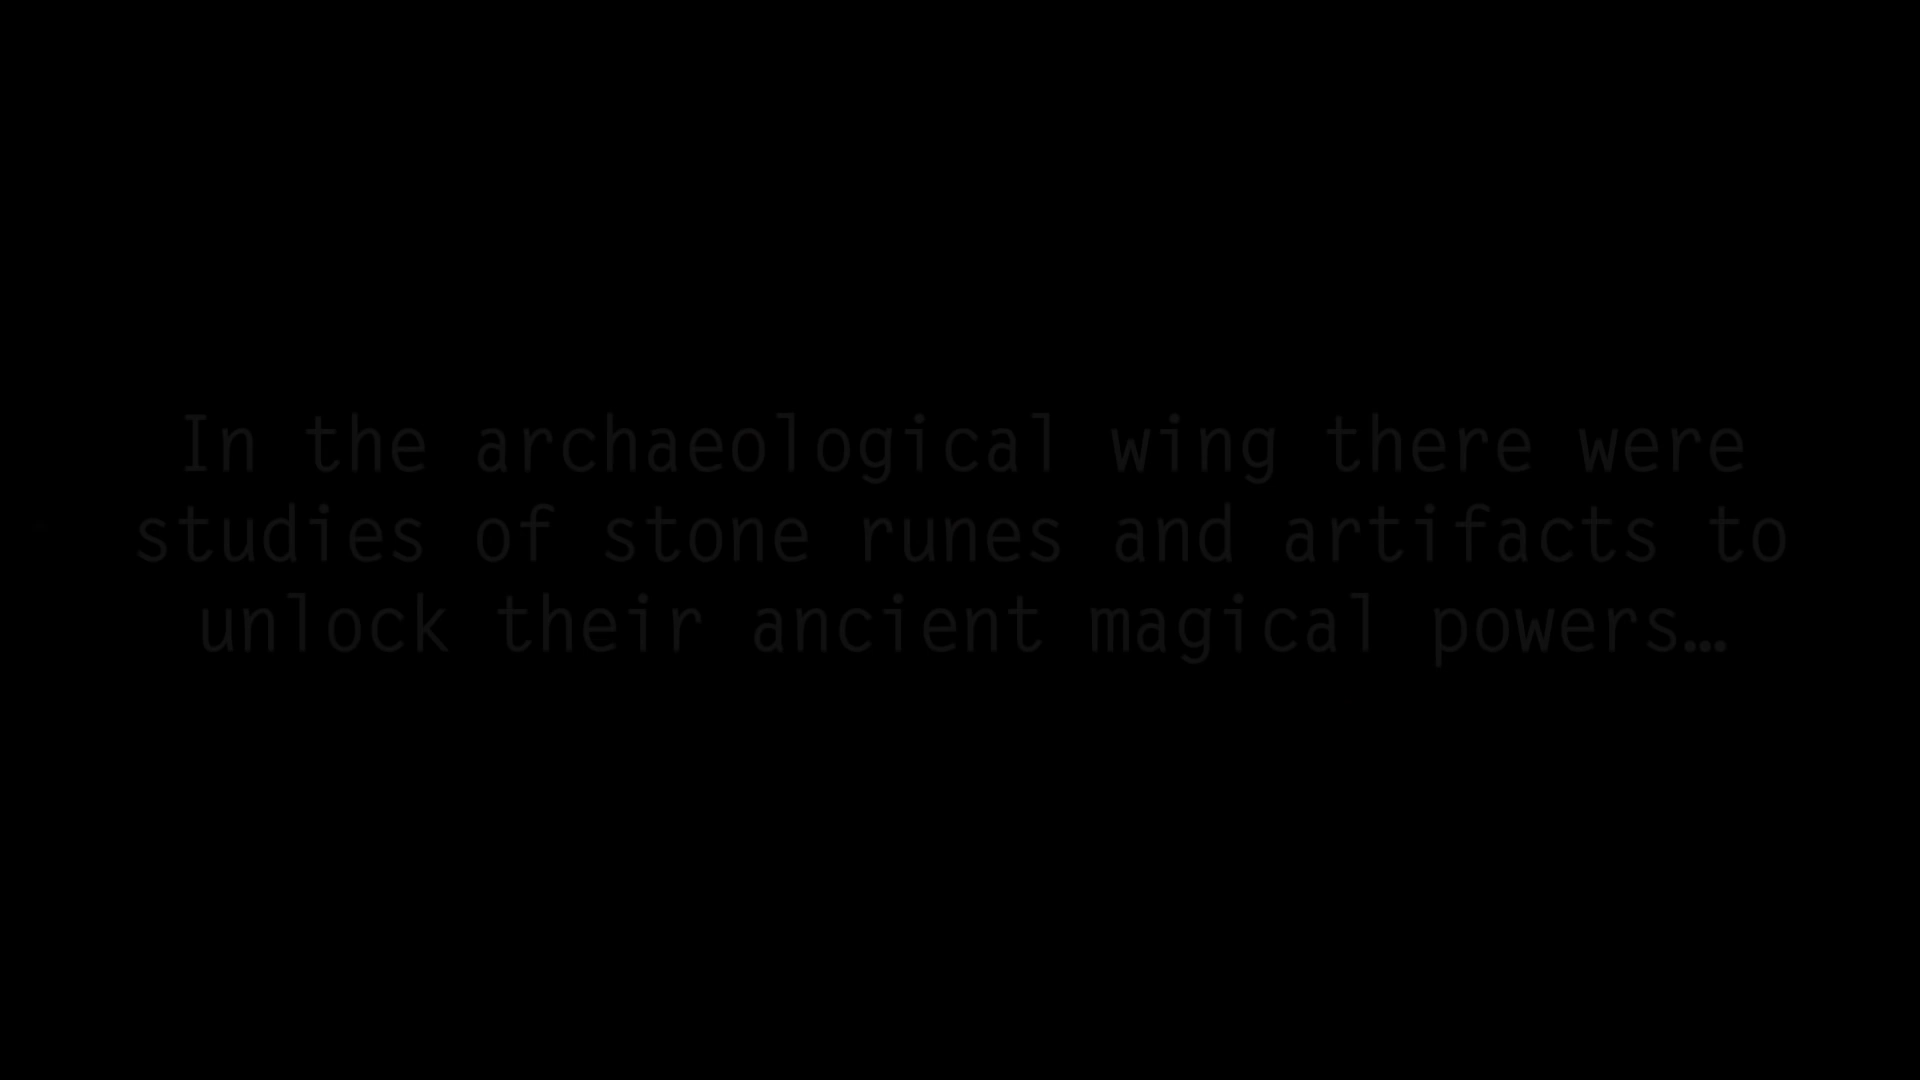 In the archaeological wing there were
studies of stone runes and artifacts to
unlock their ancient magical powers…